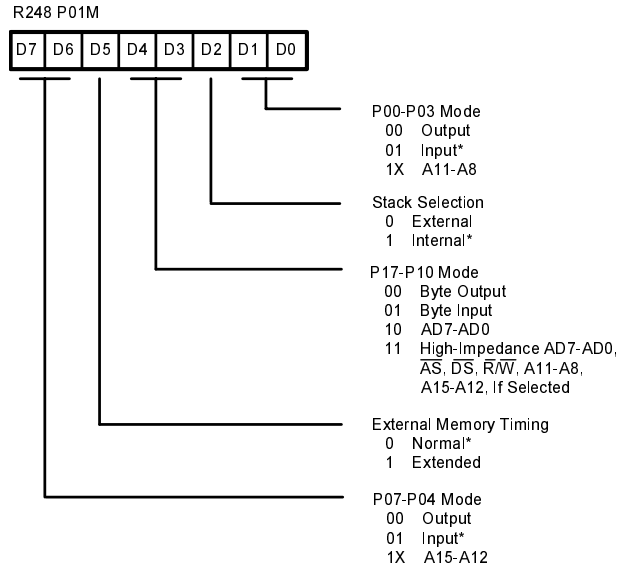 R248 P01M
D7 D6 D5 D4 D3 D2 D1 D0
P00-P03 Mode
00 Output
01 Input*
1X A11-A8
Stack Selection
0 External
1 Internal*
P17-P10 Mode
00 Byte Output
01 Byte Input
10 AD7-AD0
11 High-Impedance AD7-AD0,
A̅S̅, D̅S̅, R̅/W̅, A11-A8,
A15-A12, If Selected
External Memory Timing
0 Normal*
1 Extended
P07-P04 Mode
00 Output
01 Input*
1X A15-A12